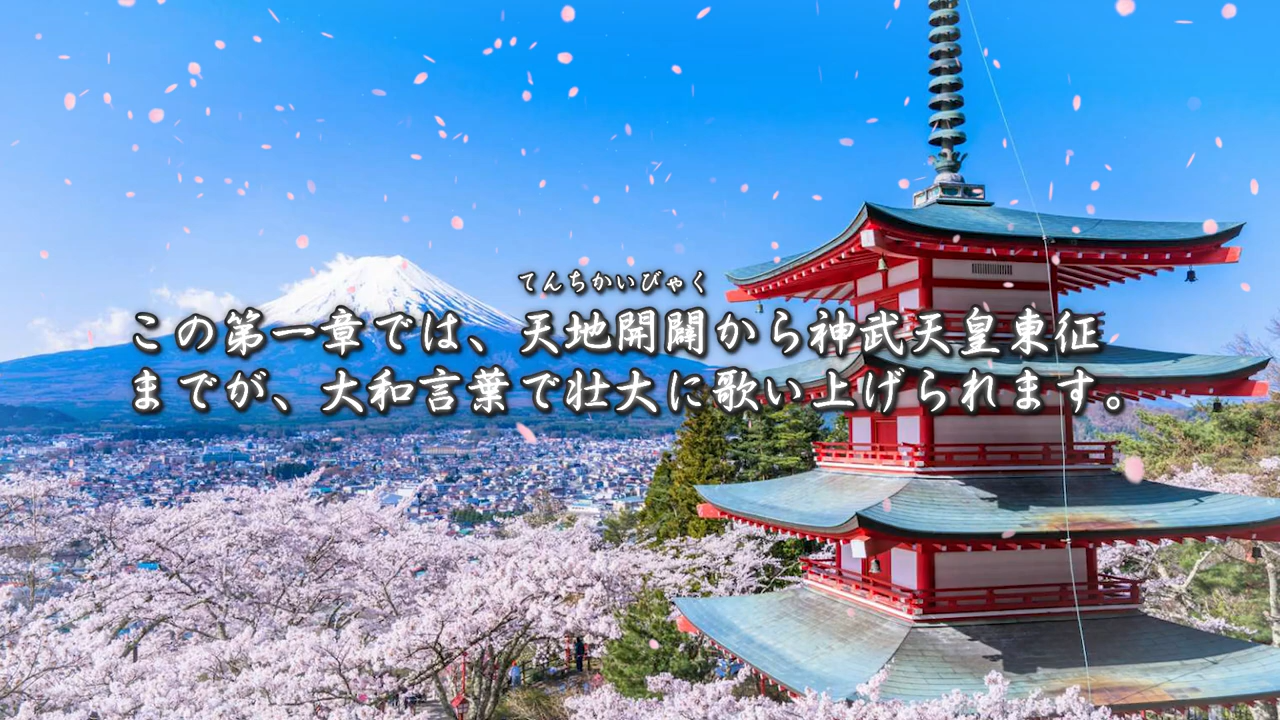 てんちかいびゃく
この第一章では、天地開闢から神武天皇東征
までが、大和言葉で壮大に歌い上げられます。